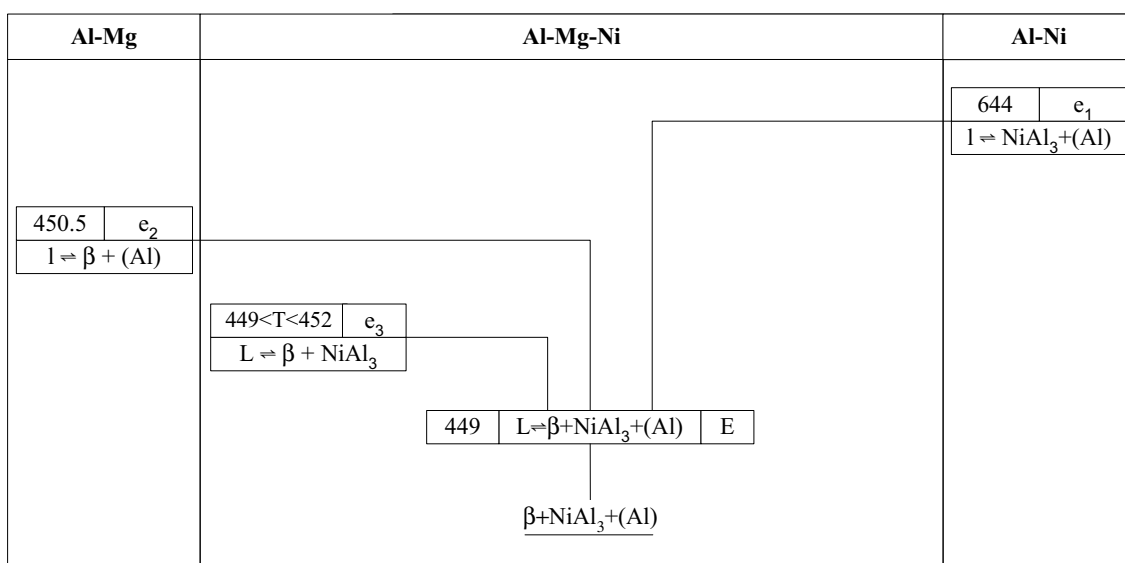 Al-Mg Al-Mg-Ni Al-Ni
644 e₁
l ⇌ NiAl₃+(Al)
450.5 e₂
l ⇌ β + (Al)
449<T<452 e₃
L ⇌ β + NiAl₃
449 L⇌β+NiAl₃+(Al) E
β+NiAl₃+(Al)